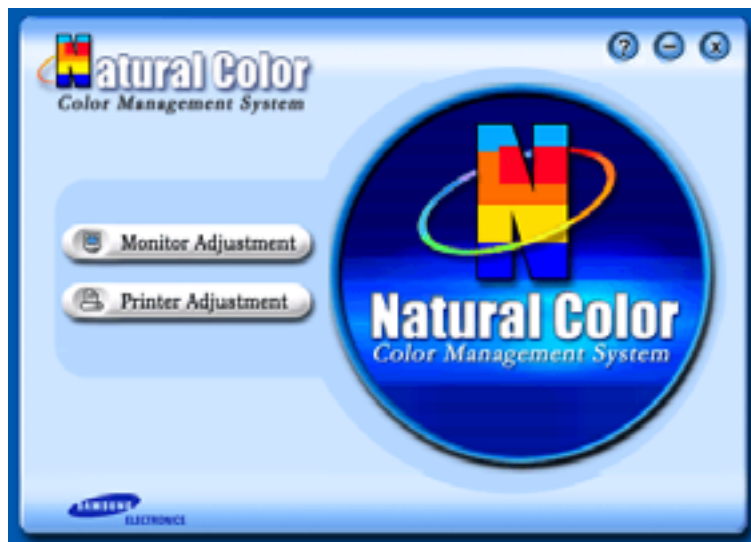 Natural Color
Color Management System
? – x
Monitor Adjustment
Printer Adjustment
N
Natural Color
Color Management System
SAMSUNG
ELECTRONICS